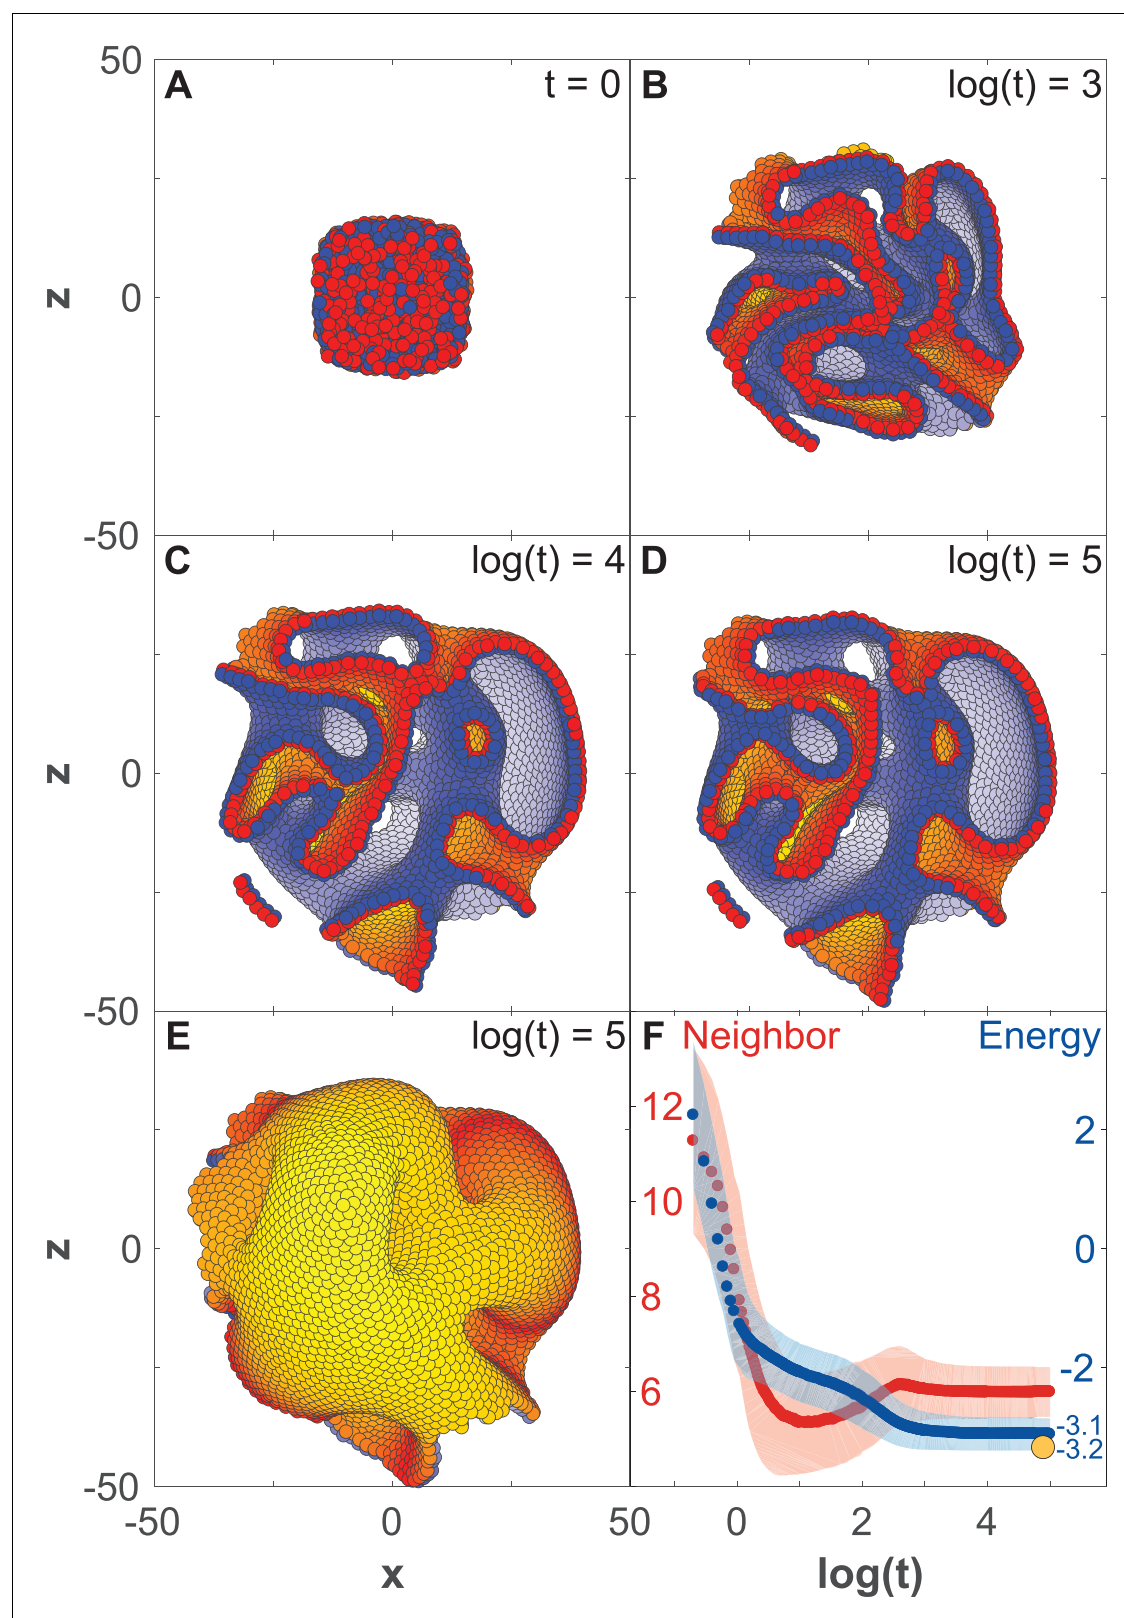 50
A
t = 0
B
log(t) = 3
z
0
-50
C
log(t) = 4
D
log(t) = 5
z
0
-50
E
log(t) = 5
F
Neighbor
Energy
12
2
10
z
0
0
8
-2
6
-3.1
-3.2
-50
-50
0
50
0
2
4
x
log(t)